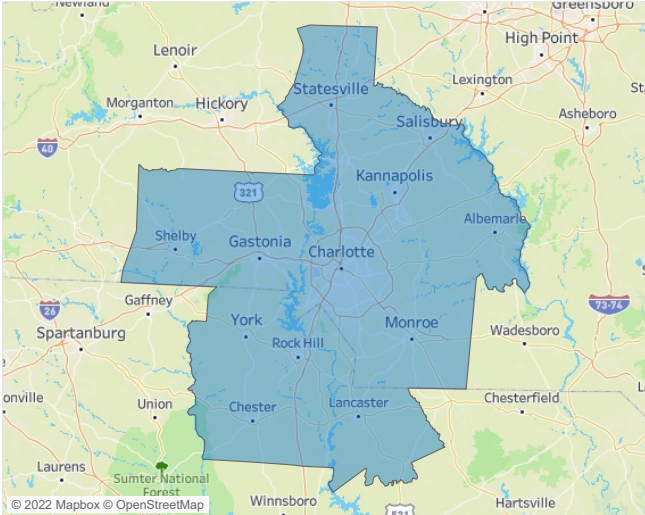 Newland
Greensboro
High Point
Lenoir
Statesville
Lexington
Morganton
Hickory
Asheboro
Salisbury
40
Kannapolis
321
Albemarle
Shelby
Gastonia
Charlotte
Gaffney
26
73-74
York
Monroe
Spartanburg
Wadesboro
Rock Hill
Union
Chester
Lancaster
Chesterfield
Laurens
Sumter National
Forest
Winnsboro
Hartsville
© 2022 Mapbox © OpenStreetMap